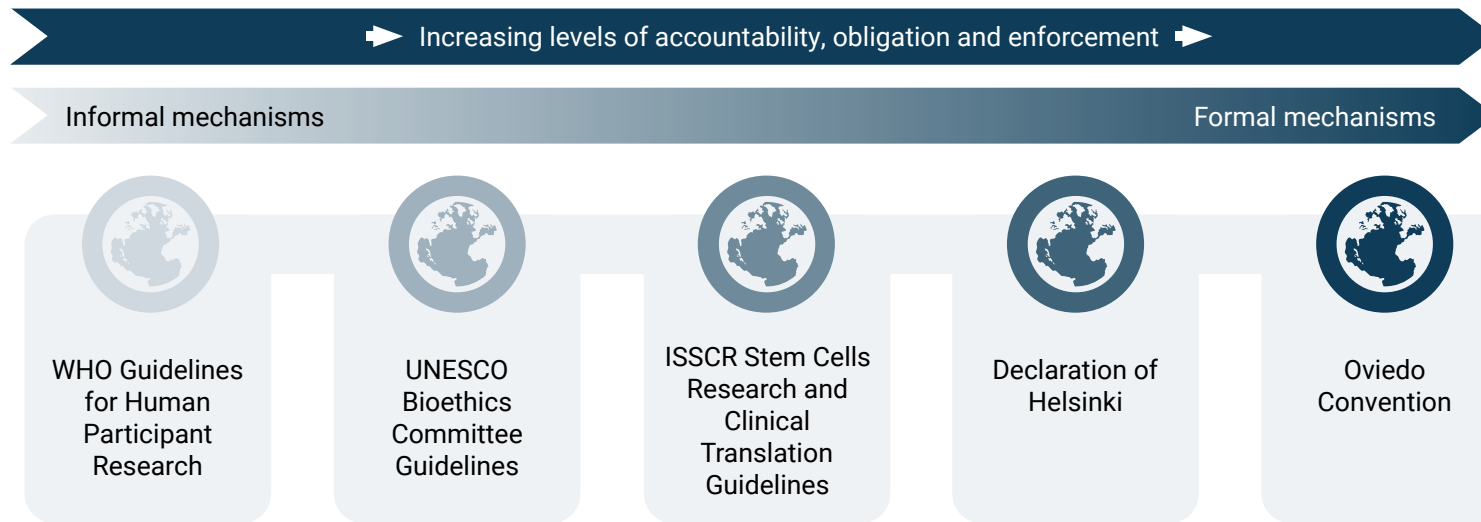 Increasing levels of accountability, obligation and enforcement
Informal mechanisms
Formal mechanisms
WHO Guidelines
for Human
Participant
Research
UNESCO
Bioethics
Committee
Guidelines
ISSCR Stem Cells
Research and
Clinical
Translation
Guidelines
Declaration of
Helsinki
Oviedo
Convention